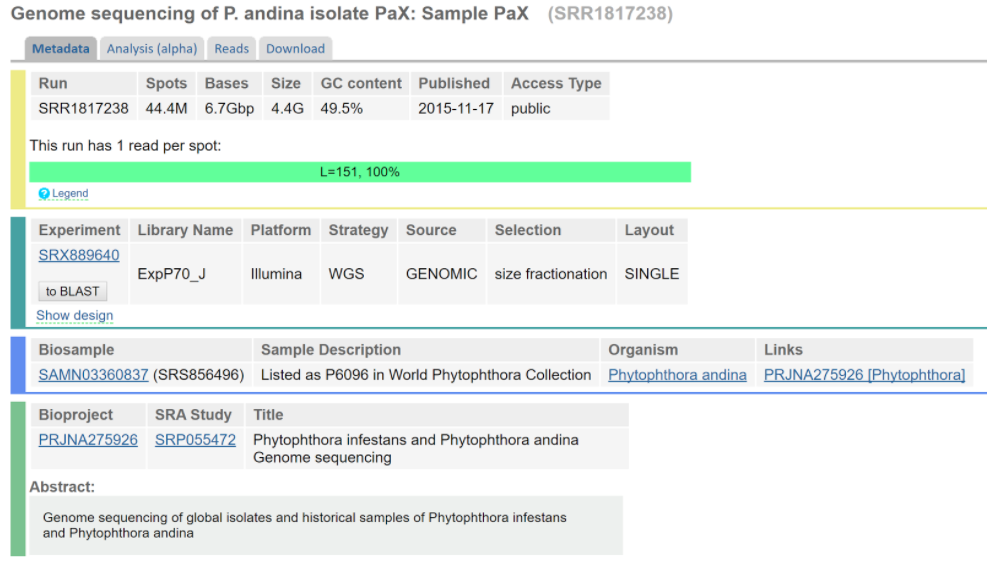 Genome sequencing of P. andina isolate PaX: Sample PaX (SRR1817238)
Metadata Analysis (alpha) Reads Download
Run Spots Bases Size GC content Published Access Type
SRR1817238 44.4M 6.7Gbp 4.4G 49.5% 2015-11-17 public
This run has 1 read per spot:
L=151, 100%
? Legend
Experiment Library Name Platform Strategy Source Selection Layout
SRX889640
ExpP70_J Illumina WGS GENOMIC size fractionation SINGLE
to BLAST
Show design
Biosample Sample Description Organism Links
SAMN03360837 (SRS856496) Listed as P6096 in World Phytophthora Collection Phytophthora andina PRJNA275926 [Phytophthora]
Bioproject SRA Study Title
PRJNA275926 SRP055472 Phytophthora infestans and Phytophthora andina
Genome sequencing
Abstract:
Genome sequencing of global isolates and historical samples of Phytophthora infestans
and Phytophthora andina